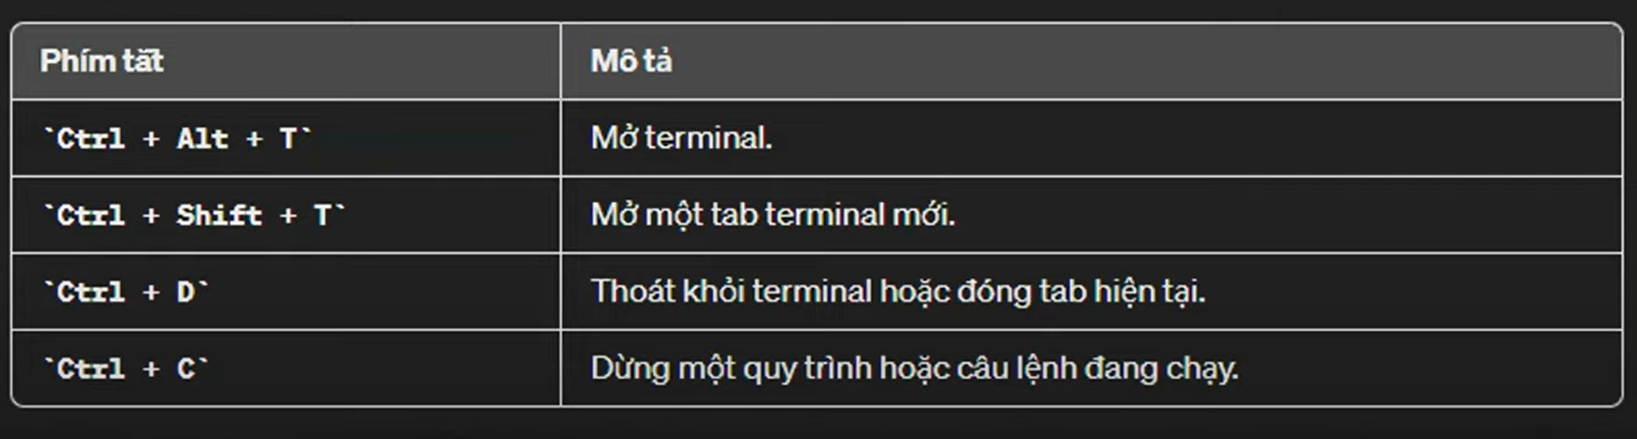 Phím tắt Mô tả
`Ctrl + Alt + T` Mở terminal.
`Ctrl + Shift + T` Mở một tab terminal mới.
`Ctrl + D` Thoát khỏi terminal hoặc đóng tab hiện tại.
`Ctrl + C` Dừng một quy trình hoặc câu lệnh đang chạy.